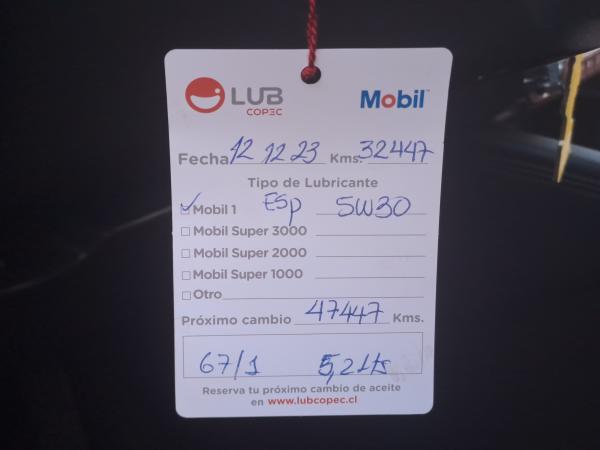 LUB Mobil™
COPEC
Fecha 12 12 23 Kms. 32447
Tipo de Lubricante
Mobil 1 ESP 5W30
Mobil Super 3000
Mobil Super 2000
Mobil Super 1000
Otro
Próximo cambio 47447 Kms.
67/1 5,2 Lts
Reserva tu próximo cambio de aceite
en www.lubcopec.cl